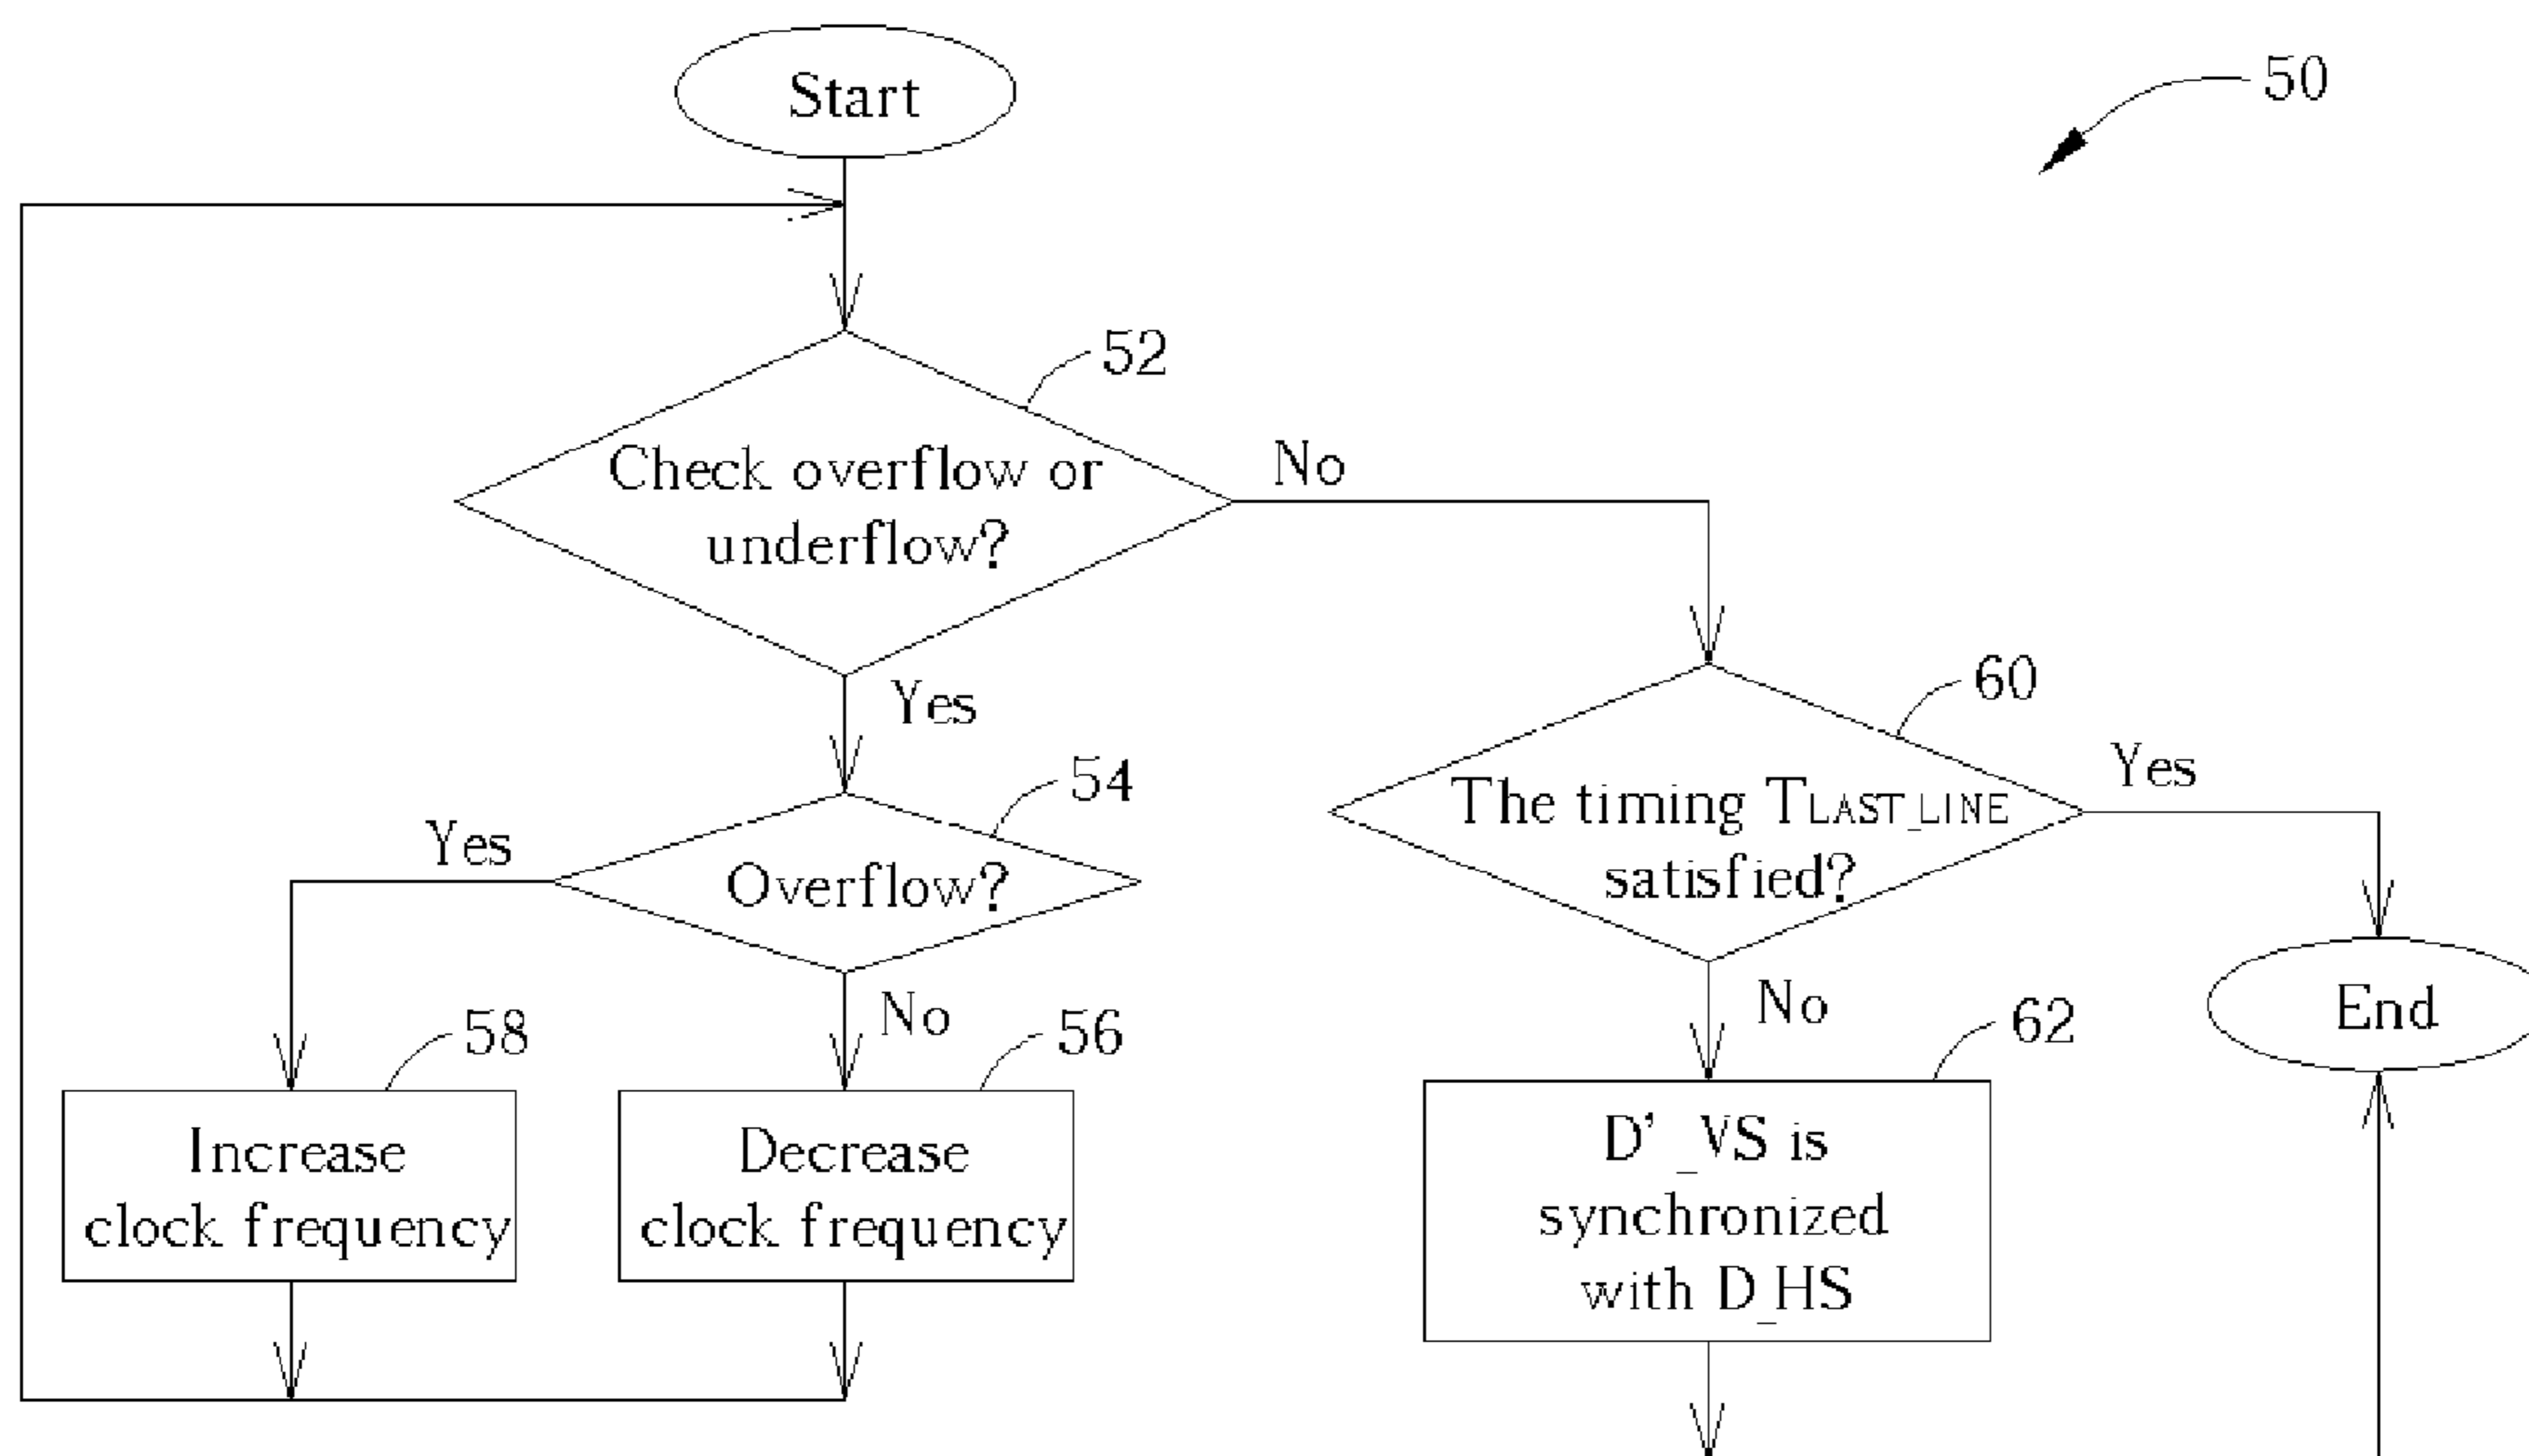 Start
50
52
Check overflow or
underflow?
No
Yes
60
The timing TLAST_LINE
satisfied?
Yes
54
Overflow?
Yes
No
58
Increase
clock frequency
56
Decrease
clock frequency
No
62
D'_VS is
synchronized
with D_HS
End